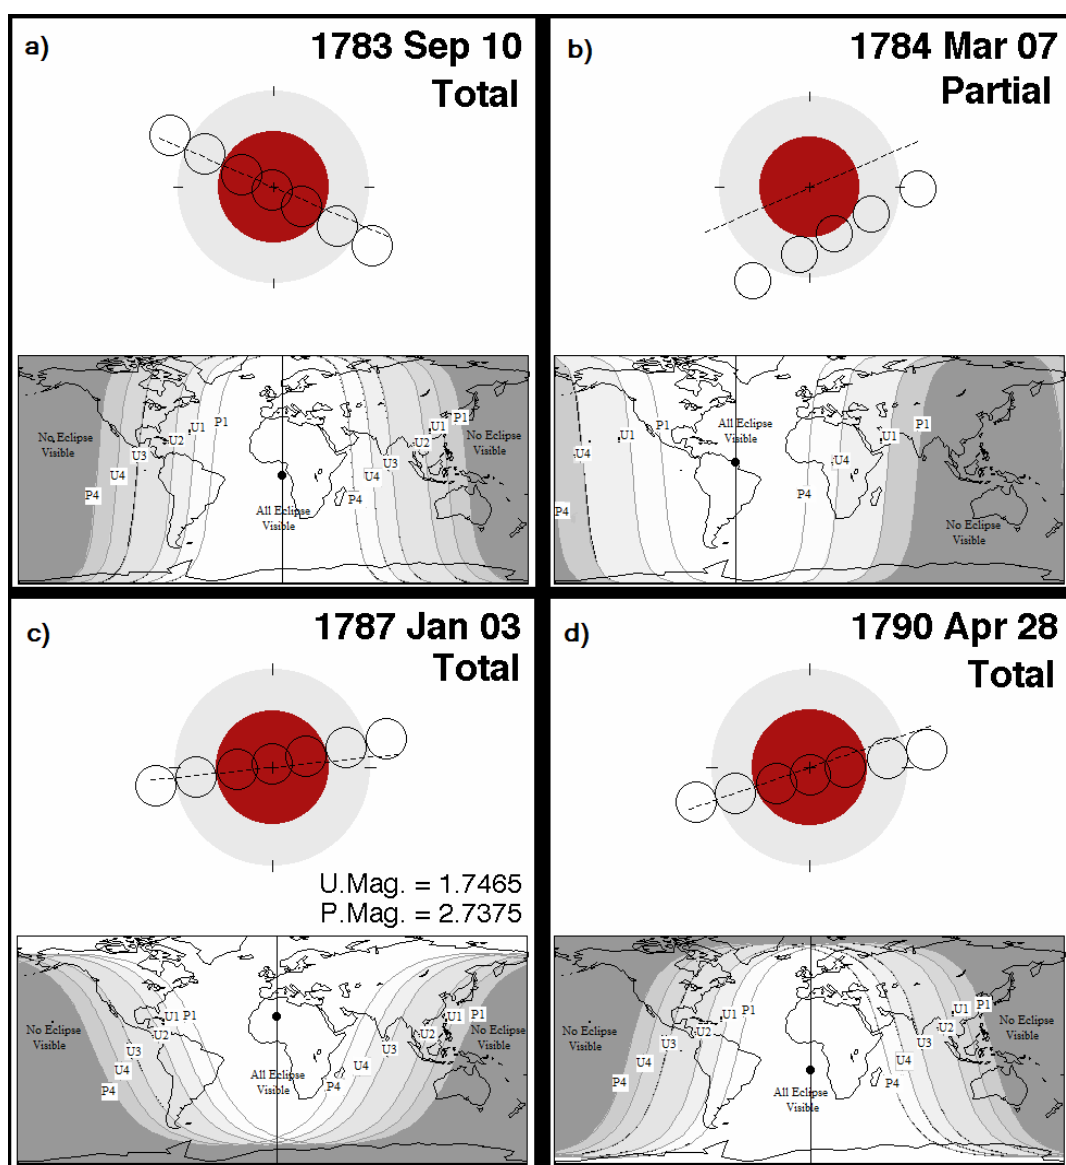 a)
1783 Sep 10
Total
No Eclipse
Visible
P4
U4
U3
U2
U1
P1
All Eclipse
Visible
P4
U4
U3
U2
U1
P1
No Eclipse
Visible
b)
1784 Mar 07
Partial
P4
U4
U1
P1
All Eclipse
Visible
P4
U4
U1
P1
No Eclipse
Visible
c)
1787 Jan 03
Total
U.Mag. = 1.7465
P.Mag. = 2.7375
No Eclipse
Visible
P4
U4
U3
U2
U1
P1
All Eclipse
Visible
P4
U4
U3
U2
U1
P1
No Eclipse
Visible
d)
1790 Apr 28
Total
No Eclipse
Visible
P4
U4
U3
U2
U1
P1
All Eclipse
Visible
P4
U4
U3
U2
U1
P1
No Eclipse
Visible